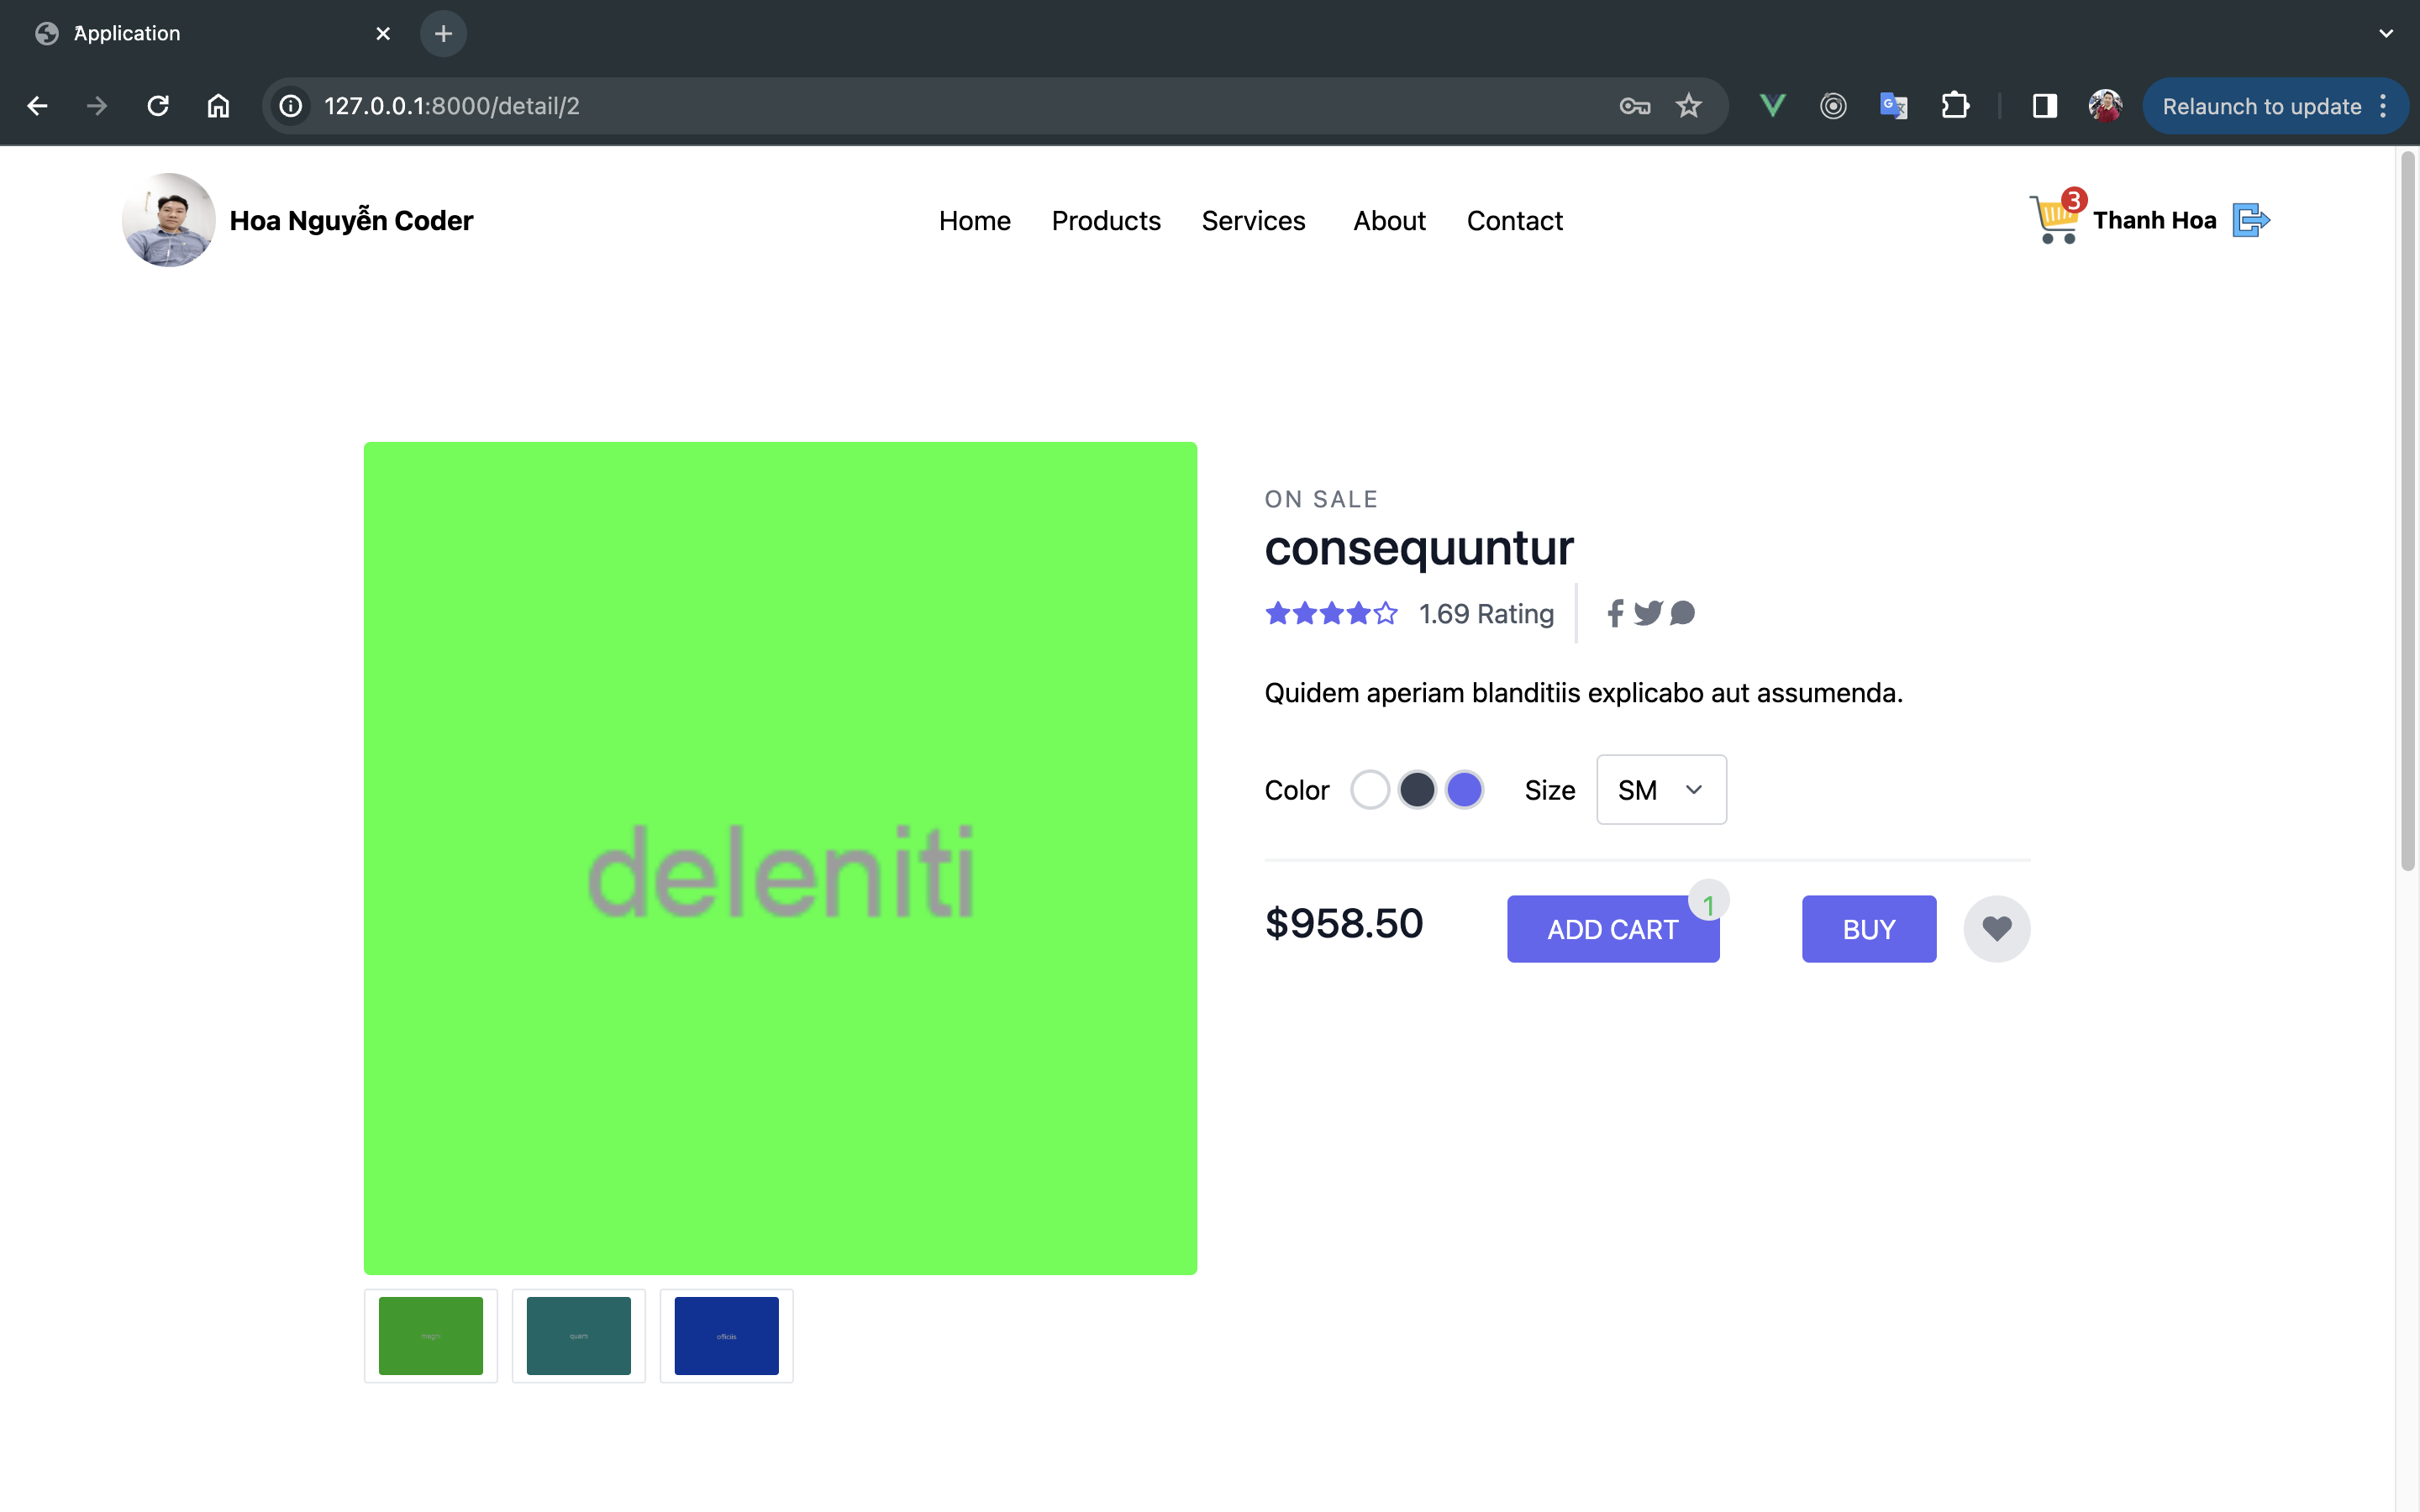 Application
127.0.0.1:8000/detail/2
Relaunch to update
Hoa Nguyễn Coder
Home Products Services About Contact
3
Thanh Hoa
ON SALE
consequuntur
1.69 Rating
Quidem aperiam blanditiis explicabo aut assumenda.
Color Size SM
deleniti
$958.50
ADD CART
1
BUY
magni
quam
officiis